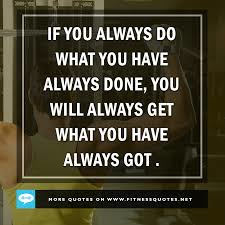 IF YOU ALWAYS DO
WHAT YOU HAVE
ALWAYS DONE, YOU
WILL ALWAYS GET
WHAT YOU HAVE
ALWAYS GOT .
MORE QUOTES ON WWW.FITNESSQUOTES.NET